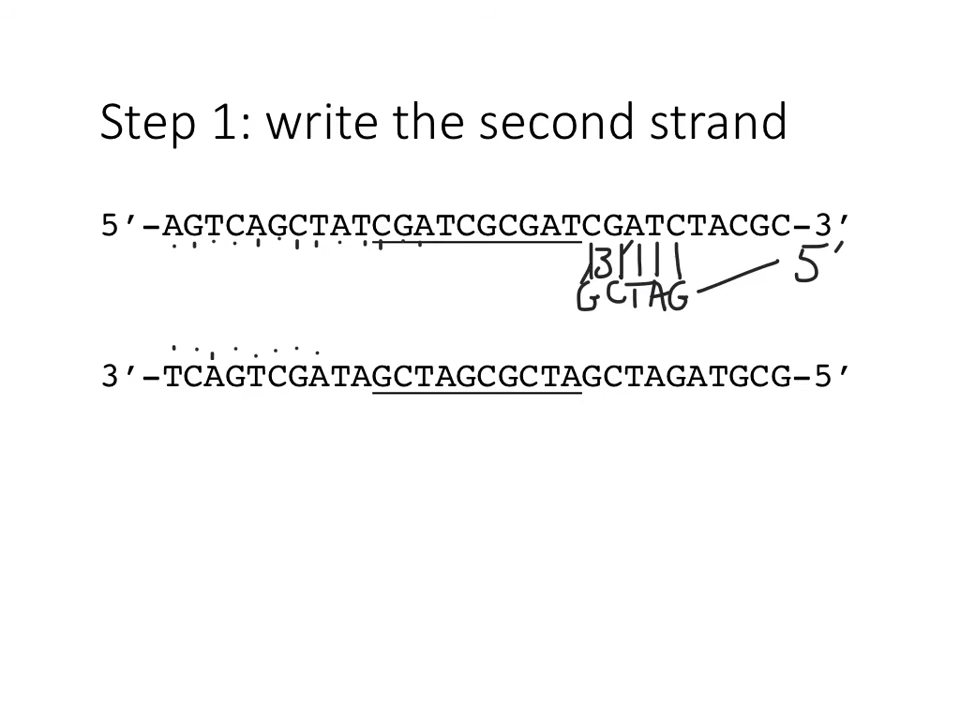 Step 1: write the second strand
5’-AGTCAGCTATCGATCGCGATCGATCTACGC-3’
3’ 5’
GCTAG
3’-TCAGTCGATAGCTAGCGCTAGCTAGATGCG-5’